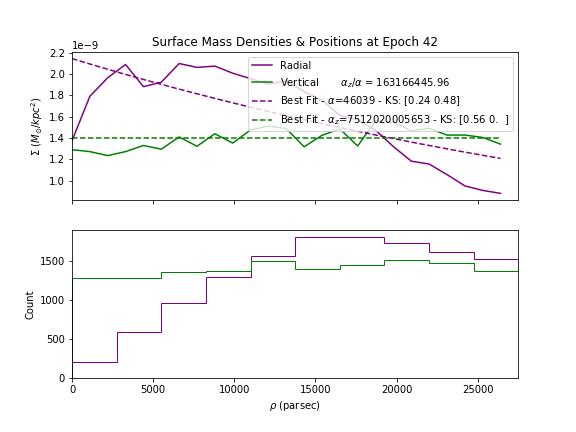 Surface Mass Densities & Positions at Epoch 42
1e−9
2.2
2.0
1.8
1.6
1.4
1.2
1.0
Σ (M⊙/kpc²)
Radial
Vertical αz/α = 163166445.96
Best Fit - α=46039 - KS: [0.24 0.48]
Best Fit - αz=7512020005653 - KS: [0.56 0. ]
1500
1000
500
0
Count
0 5000 10000 15000 20000 25000
ρ (parsec)